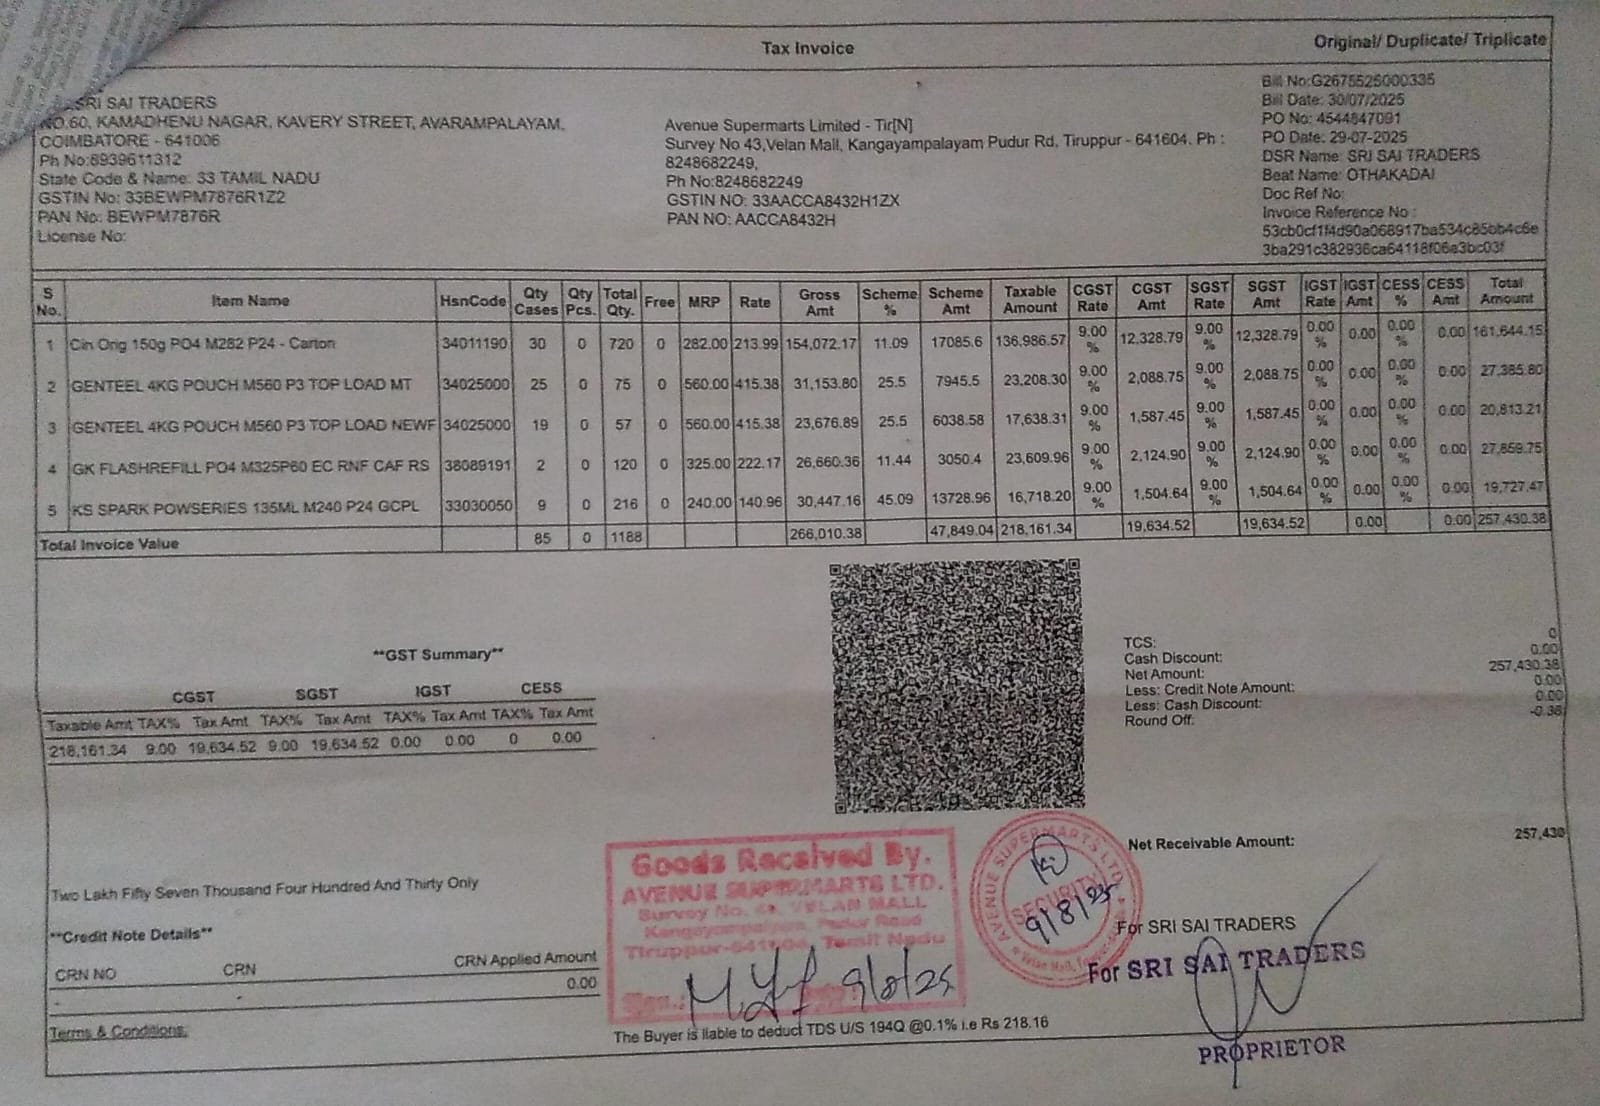 Tax Invoice
Original/ Duplicate/ Triplicate
SRI SAI TRADERS
NO.60, KAMADHENU NAGAR, KAVERY STREET, AVARAMPALAYAM,
COIMBATORE - 641006
Ph No:8939611312
State Code & Name: 33 TAMIL NADU
GSTIN No: 33BEWPM7876R1Z2
PAN No: BEWPM7876R
License No:
Avenue Supermarts Limited - Tir[N]
Survey No 43,Velan Mall, Kangayampalayam Pudur Rd, Tiruppur - 641604. Ph :
8248682249,
Ph No:8248682249
GSTIN NO: 33AACCA8432H1ZX
PAN NO: AACCA8432H
Bill No:G2675525000335
Bill Date: 30/07/2025
PO No: 4544847091
PO Date: 29-07-2025
DSR Name: SRI SAI TRADERS
Beat Name: OTHAKADAI
Doc Ref No:
Invoice Reference No :
53cb0cf1f4d90a068917ba534c85bb4c6e
3ba291c382936ca64118f06a3bc03f
S No. Item Name HsnCode Qty Cases Qty Pcs. Total Qty. Free MRP Rate Gross Amt Scheme % Scheme Amt Taxable Amount CGST Rate CGST Amt SGST Rate SGST Amt IGST Rate IGST Amt CESS % CESS Amt Total Amount
1 Cin Orig 150g PO4 M282 P24 - Carton 34011190 30 0 720 0 282.00 213.99 154,072.17 11.09 17085.6 136,986.57 9.00 % 12,328.79 9.00 % 12,328.79 0.00 % 0.00 0.00 % 0.00 161,644.15
2 GENTEEL 4KG POUCH M560 P3 TOP LOAD MT 34025000 25 0 75 0 560.00 415.38 31,153.80 25.5 7945.5 23,208.30 9.00 % 2,088.75 9.00 % 2,088.75 0.00 % 0.00 0.00 % 0.00 27,385.80
3 GENTEEL 4KG POUCH M560 P3 TOP LOAD NEWF 34025000 19 0 57 0 560.00 415.38 23,676.89 25.5 6038.58 17,638.31 9.00 % 1,587.45 9.00 % 1,587.45 0.00 % 0.00 0.00 % 0.00 20,813.21
4 GK FLASHREFILL PO4 M325P60 EC RNF CAF RS 38089191 2 0 120 0 325.00 222.17 26,660.36 11.44 3050.4 23,609.96 9.00 % 2,124.90 9.00 % 2,124.90 0.00 % 0.00 0.00 % 0.00 27,859.75
5 KS SPARK POWSERIES 135ML M240 P24 GCPL 33030050 9 0 216 0 240.00 140.96 30,447.16 45.09 13728.96 16,718.20 9.00 % 1,504.64 9.00 % 1,504.64 0.00 % 0.00 0.00 % 0.00 19,727.47
Total Invoice Value 85 0 1188 266,010.38 47,849.04 218,161.34 19,634.52 19,634.52 0.00 0.00 257,430.38
**GST Summary**
CGST SGST IGST CESS
Taxable Amt TAX% Tax Amt TAX% Tax Amt TAX% Tax Amt TAX% Tax Amt
218,161.34 9.00 19,634.52 9.00 19,634.52 0.00 0.00 0 0.00
TCS: 0
Cash Discount: 0.00
Net Amount: 257,430.38
Less: Credit Note Amount: 0.00
Less: Cash Discount: 0.00
Round Off: -0.38
Net Receivable Amount: 257,430
Two Lakh Fifty Seven Thousand Four Hundred And Thirty Only
**Credit Note Details**
CRN NO CRN CRN Applied Amount
- - 0.00
Terms & Conditions:
Goods Received By.
AVENUE SUPERMARTS LTD.
Survey No. 43, VELAN MALL
Kangayampalayam, Pudur Road
Tiruppur-641604, Tamil Nadu
Sign.:
9/8/25
AVENUE SUPERMARTS LTD.
SECURITY
9/8/25
For SRI SAI TRADERS
For SRI SAI TRADERS
PROPRIETOR
The Buyer is liable to deduct TDS U/S 194Q @0.1% i.e Rs 218.16